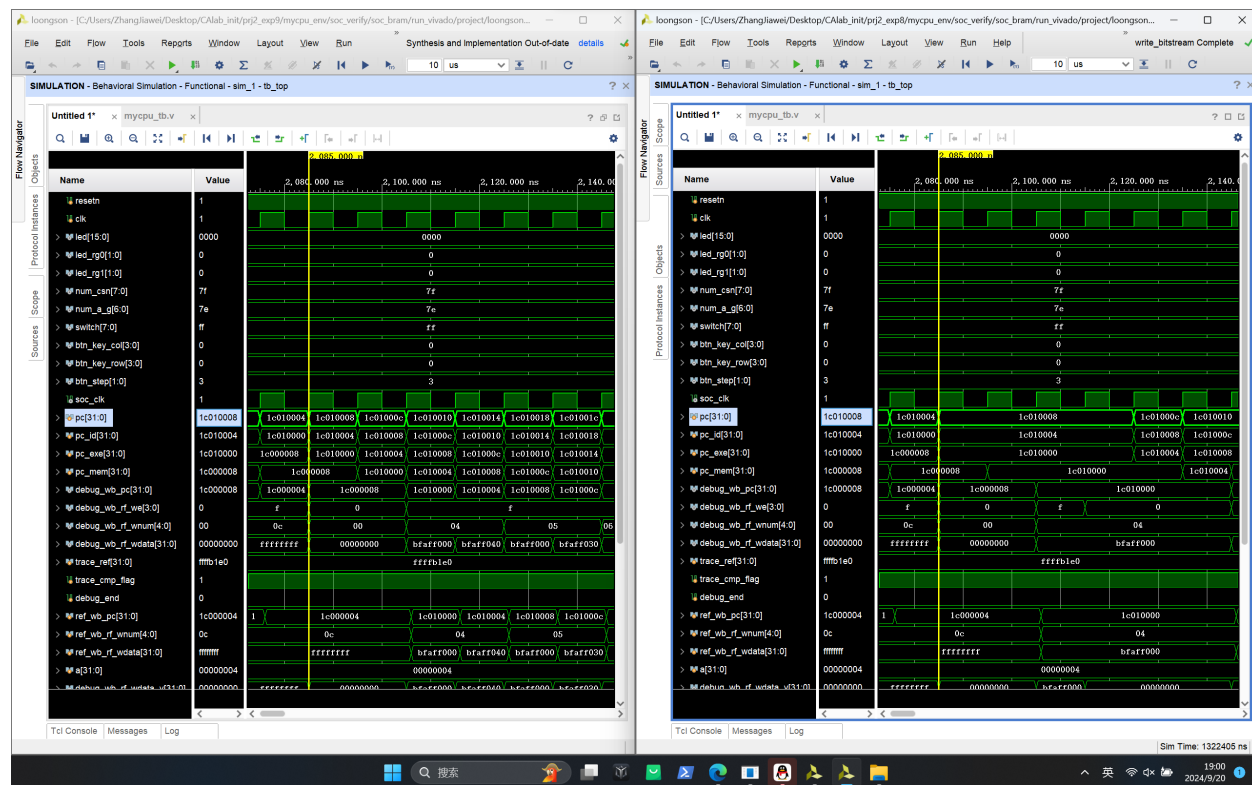 loongson - [C:/Users/ZhangJiawei/Desktop/CAlab_init/prj2_exp9/mycpu_env/soc_verify/soc_bram/run_vivado/project/loongson...
File Edit Flow Tools Reports Window Layout View Run » Synthesis and Implementation Out-of-date details
10 us
SIMULATION - Behavioral Simulation - Functional - sim_1 - tb_top
Flow Navigator
Objects
Protocol Instances
Scope
Sources
Untitled 1* mycpu_tb.v
Name Value
2,080.000 ns 2,100.000 ns 2,120.000 ns
resetn 1
clk 1
led[15:0] 0000 0000
led_rg0[1:0] 0 0
led_rg1[1:0] 0 0
num_csn[7:0] 7f 7f
num_a_g[6:0] 7e 7e
switch[7:0] ff ff
btn_key_col[3:0] 0 0
btn_key_row[3:0] 0 0
btn_step[1:0] 3 3
soc_clk 1
pc[31:0] 1c010008 1c010004 1c010008 1c01000c 1c010010 1c010014 1c010018 1c01001c
pc_id[31:0] 1c010004 1c010000 1c010004 1c010008 1c01000c 1c010010 1c010014 1c010018
pc_exe[31:0] 1c010000 1c000008 1c010000 1c010004 1c010008 1c01000c 1c010010 1c010014
pc_mem[31:0] 1c000008 1c000008 1c010000 1c010004 1c010008 1c01000c 1c010010
debug_wb_pc[31:0] 1c000008 1c000004 1c000008 1c010000 1c010004 1c010008 1c01000c
debug_wb_rf_we[3:0] 0 f 0 f
debug_wb_rf_wnum[4:0] 00 0c 00 04 05 06
debug_wb_rf_wdata[31:0] 00000000 ffffffff 00000000 bfaff000 bfaff040 bfaff000 bfaff030
trace_ref[31:0] ffffb1e0 ffffb1e0
trace_cmp_flag 1
debug_end 0
ref_wb_pc[31:0] 1c000004 1 1c000004 1c010000 1c010004 1c010008 1c01000c
ref_wb_rf_wnum[4:0] 0c 0c 04 05
ref_wb_rf_wdata[31:0] ffffffff ffffffff bfaff000 bfaff040 bfaff000 bfaff030
a[31:0] 00000004 00000004
Tcl Console Messages Log
loongson - [C:/Users/ZhangJiawei/Desktop/CAlab_init/prj2_exp8/mycpu_env/soc_verify/soc_bram/run_vivado/project/loongson...
File Edit Flow Tools Reports Window Layout View Run Help » write_bitstream Complete
10 us
SIMULATION - Behavioral Simulation - Functional - sim_1 - tb_top
Flow Navigator
Scope
Sources
Objects
Protocol Instances
Untitled 1* mycpu_tb.v
Name Value
2,100.000 ns 2,120.000 ns
resetn 1
clk 1
led[15:0] 0000 0000
led_rg0[1:0] 0 0
led_rg1[1:0] 0 0
num_csn[7:0] 7f 7f
num_a_g[6:0] 7e 7e
switch[7:0] ff ff
btn_key_col[3:0] 0 0
btn_key_row[3:0] 0 0
btn_step[1:0] 3 3
soc_clk 1
pc[31:0] 1c010008 1c010004 1c010008 1c01000c 1c010010
pc_id[31:0] 1c010004 1c010000 1c010004 1c010008 1c01000c
pc_exe[31:0] 1c010000 1c000008 1c010000 1c010004 1c010008
pc_mem[31:0] 1c000008 1c000008 1c010000 1c010004
debug_wb_pc[31:0] 1c000008 1c000004 1c000008 1c010000
debug_wb_rf_we[3:0] 0 f 0 f 0
debug_wb_rf_wnum[4:0] 00 0c 00 04
debug_wb_rf_wdata[31:0] 00000000 ffffffff 00000000 bfaff000
trace_ref[31:0] ffffb1e0 ffffb1e0
trace_cmp_flag 1
debug_end 0
ref_wb_pc[31:0] 1c000004 1 1c000004 1c010000
ref_wb_rf_wnum[4:0] 0c 0c 04
ref_wb_rf_wdata[31:0] ffffffff ffffffff bfaff000
a[31:0] 00000004 00000004
Tcl Console Messages Log
Sim Time: 1322405 ns
搜索
英
19:00
2024/9/20